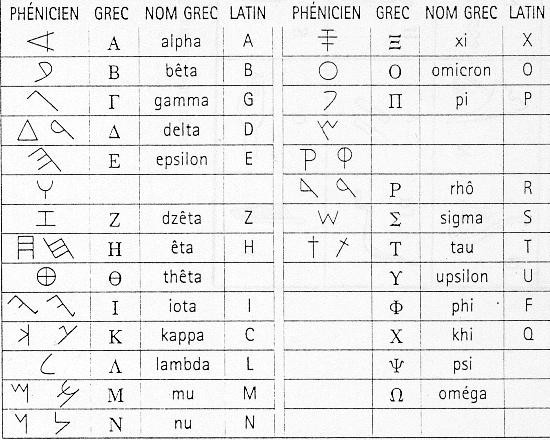 PHÉNICIEN GREC NOM GREC LATIN PHÉNICIEN GREC NOM GREC LATIN
Α alpha A Ξ xi X
Β bêta B Ο omicron O
Γ gamma G Π pi P
Δ delta D
Ε epsilon E
Ρ rhô R
Ζ dzêta Z Σ sigma S
Η êta H Τ tau T
Θ thêta Υ upsilon U
Ι iota I Φ phi F
Κ kappa C Χ khi Q
Λ lambda L Ψ psi
Μ mu M Ω oméga
Ν nu N